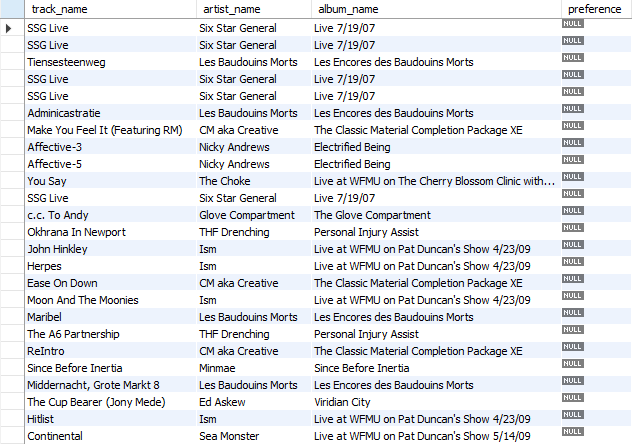 track_name artist_name album_name preference
SSG Live Six Star General Live 7/19/07 NULL
SSG Live Six Star General Live 7/19/07 NULL
Tiensesteenweg Les Baudouins Morts Les Encores des Baudouins Morts NULL
SSG Live Six Star General Live 7/19/07 NULL
SSG Live Six Star General Live 7/19/07 NULL
Adminicastratie Les Baudouins Morts Les Encores des Baudouins Morts NULL
Make You Feel It (Featuring RM) CM aka Creative The Classic Material Completion Package XE NULL
Affective-3 Nicky Andrews Electrified Being NULL
Affective-5 Nicky Andrews Electrified Being NULL
You Say The Choke Live at WFMU on The Cherry Blossom Clinic with... NULL
SSG Live Six Star General Live 7/19/07 NULL
c.c. To Andy Glove Compartment The Glove Compartment NULL
Okhrana In Newport THF Drenching Personal Injury Assist NULL
John Hinkley Ism Live at WFMU on Pat Duncan's Show 4/23/09 NULL
Herpes Ism Live at WFMU on Pat Duncan's Show 4/23/09 NULL
Ease On Down CM aka Creative The Classic Material Completion Package XE NULL
Moon And The Moonies Ism Live at WFMU on Pat Duncan's Show 4/23/09 NULL
Maribel Les Baudouins Morts Les Encores des Baudouins Morts NULL
The A6 Partnership THF Drenching Personal Injury Assist NULL
ReIntro CM aka Creative The Classic Material Completion Package XE NULL
Since Before Inertia Minmae Since Before Inertia NULL
Middernacht, Grote Markt 8 Les Baudouins Morts Les Encores des Baudouins Morts NULL
The Cup Bearer (Jony Mede) Ed Askew Viridian City NULL
Hitlist Ism Live at WFMU on Pat Duncan's Show 4/23/09 NULL
Continental Sea Monster Live at WFMU on Pat Duncan's Show 5/14/09 NULL